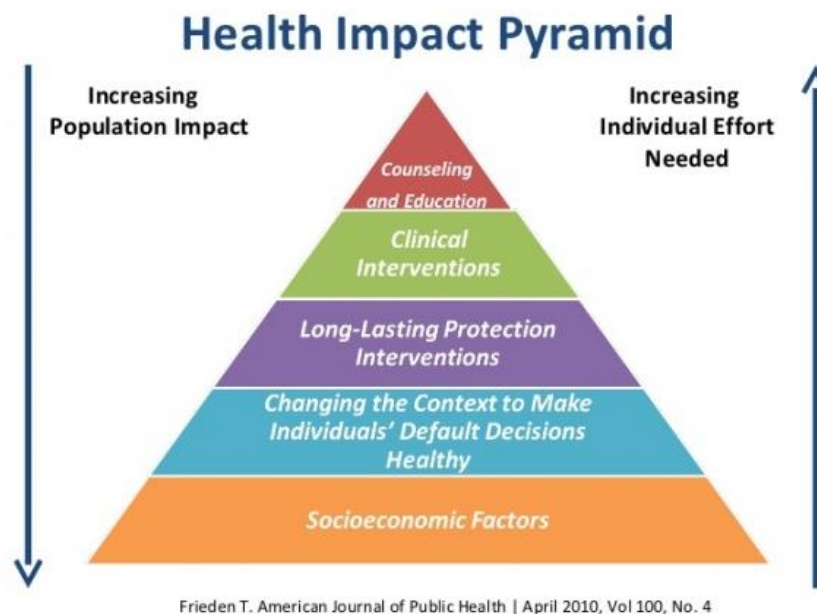 Health Impact Pyramid
Increasing
Population Impact
Increasing
Individual Effort
Needed
Counseling
and Education
Clinical
Interventions
Long-Lasting Protection
Interventions
Changing the Context to Make
Individuals’ Default Decisions
Healthy
Socioeconomic Factors
Frieden T. American Journal of Public Health | April 2010, Vol 100, No. 4